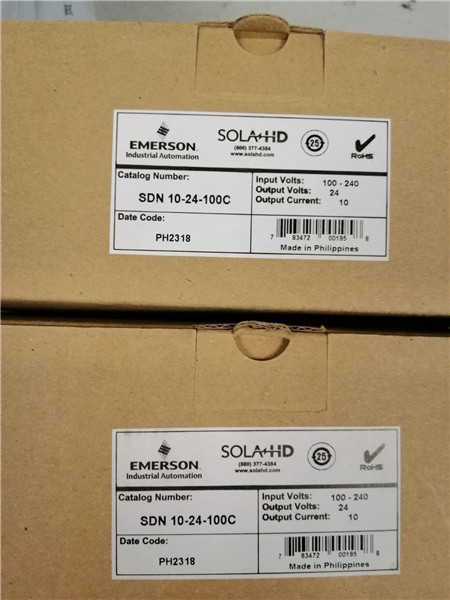 EMERSON
Industrial Automation
SOLA HD
(800) 377-4384
www.solahd.com
25
RoHS
Catalog Number:
SDN 10-24-100C
Input Volts: 100 - 240
Output Volts: 24
Output Current: 10
Date Code:
PH2318
7 83472 00195 8
Made in Philippines
EMERSON
Industrial Automation
SOLA HD
(800) 377-4384
www.solahd.com
25
RoHS
Catalog Number:
SDN 10-24-100C
Input Volts: 100 - 240
Output Volts: 24
Output Current: 10
Date Code:
PH2318
7 83472 00195 8
Made in Philippines